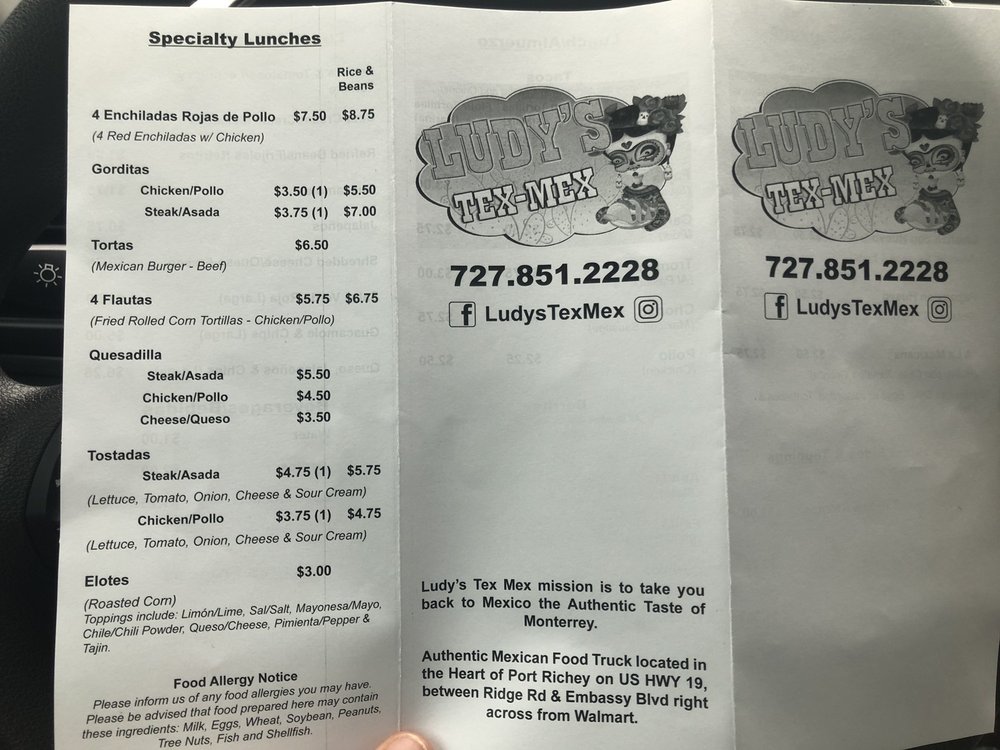 Specialty Lunches
Rice &
Beans
4 Enchiladas Rojas de Pollo $7.50 $8.75
(4 Red Enchiladas w/ Chicken)
Gorditas
Chicken/Pollo $3.50 (1) $5.50
Steak/Asada $3.75 (1) $7.00
Tortas $6.50
(Mexican Burger - Beef)
4 Flautas $5.75 $6.75
(Fried Rolled Corn Tortillas - Chicken/Pollo)
Quesadilla
Steak/Asada $5.50
Chicken/Pollo $4.50
Cheese/Queso $3.50
Tostadas
Steak/Asada $4.75 (1) $5.75
(Lettuce, Tomato, Onion, Cheese & Sour Cream)
Chicken/Pollo $3.75 (1) $4.75
(Lettuce, Tomato, Onion, Cheese & Sour Cream)
Elotes $3.00
(Roasted Corn)
Toppings include: Limón/Lime, Sal/Salt, Mayonesa/Mayo,
Chile/Chili Powder, Queso/Cheese, Pimienta/Pepper &
Tajin.
Food Allergy Notice
Please inform us of any food allergies you may have.
Please be advised that food prepared here may contain
these ingredients: Milk, Eggs, Wheat, Soybean, Peanuts,
Tree Nuts, Fish and Shellfish.
LUDY'S
TEX-MEX
727.851.2228
f LudysTexMex
Ludy's Tex Mex mission is to take you
back to Mexico the Authentic Taste of
Monterrey.
Authentic Mexican Food Truck located in
the Heart of Port Richey on US HWY 19,
between Ridge Rd & Embassy Blvd right
across from Walmart.
LUDY'S
TEX-MEX
727.851.2228
f LudysTexMex